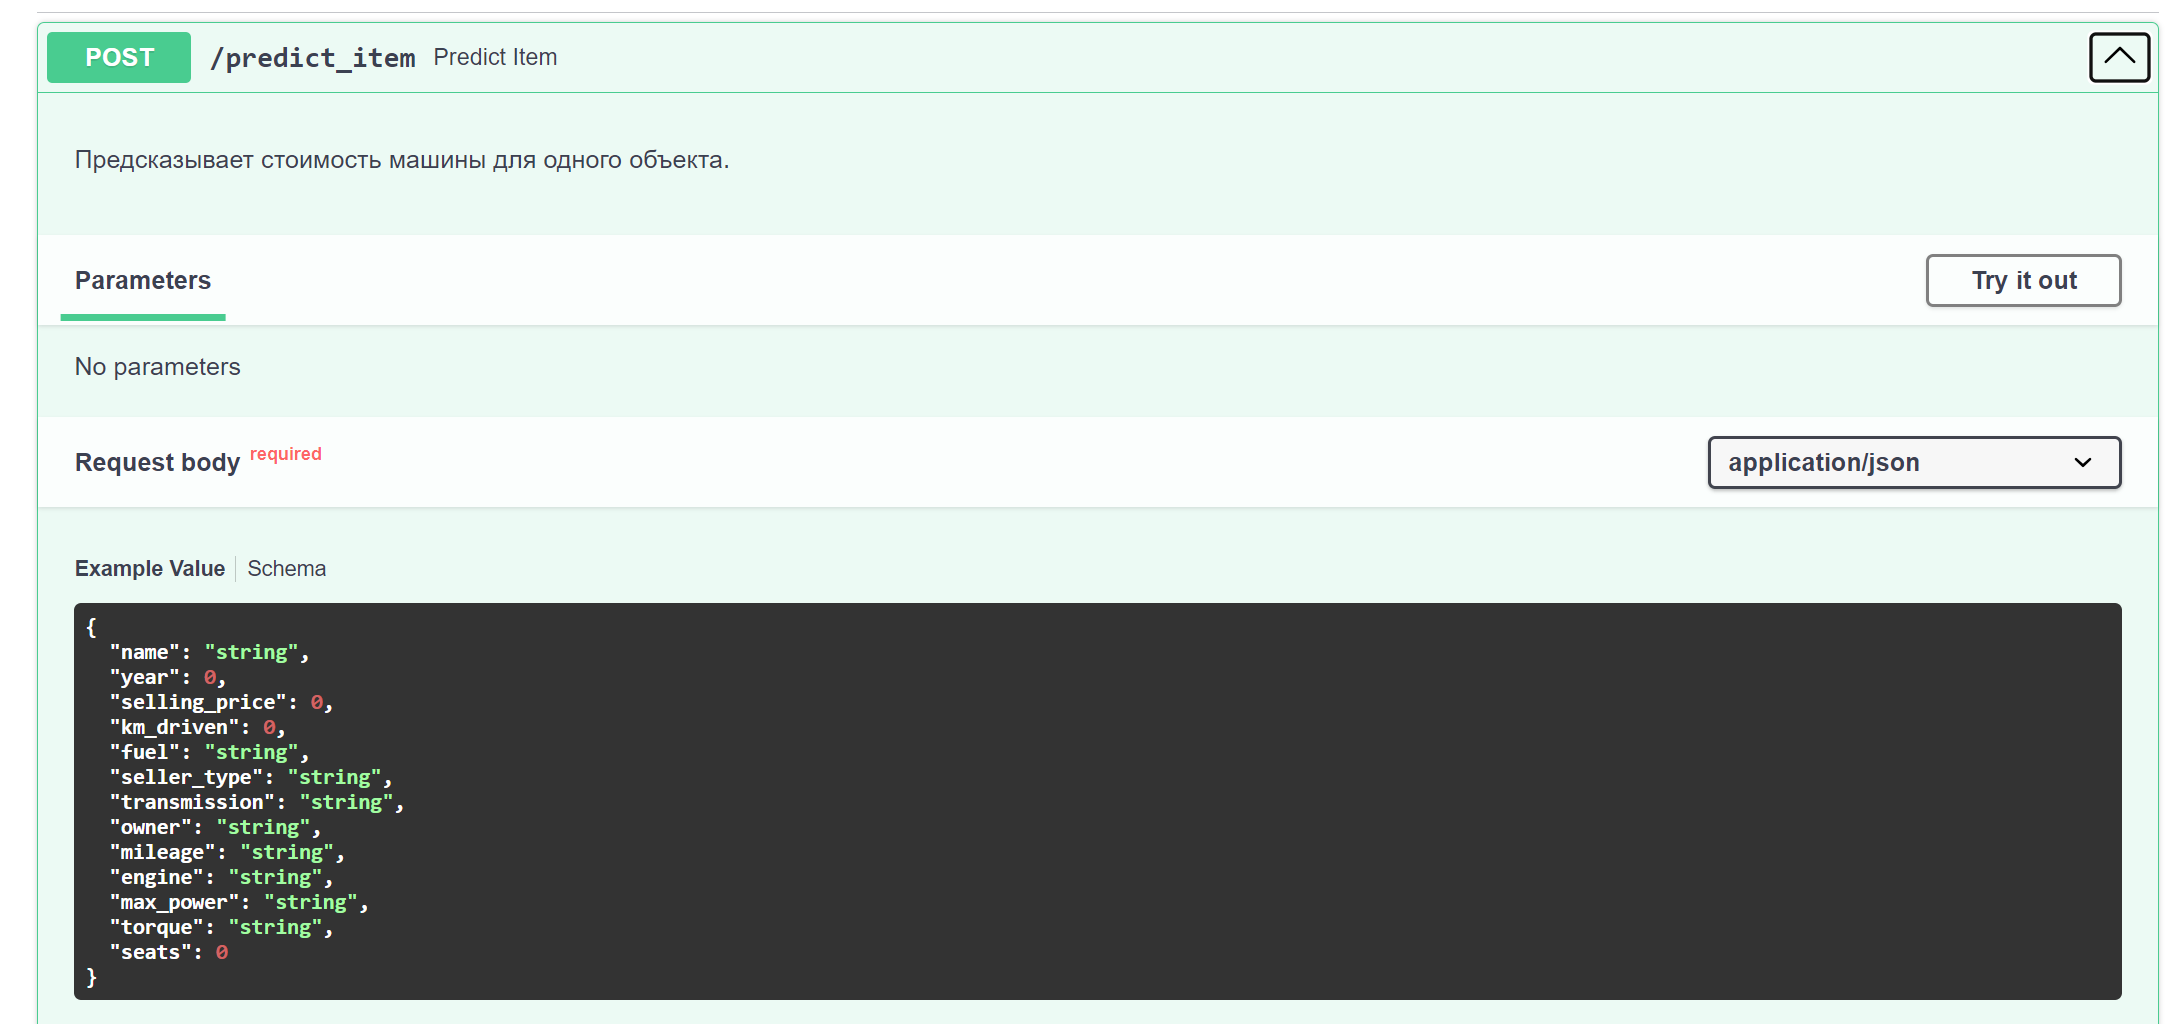 POST /predict_item Predict Item
Предсказывает стоимость машины для одного объекта.
Parameters
Try it out
No parameters
Request body required
application/json
Example Value
Schema
{
  "name": "string",
  "year": 0,
  "selling_price": 0,
  "km_driven": 0,
  "fuel": "string",
  "seller_type": "string",
  "transmission": "string",
  "owner": "string",
  "mileage": "string",
  "engine": "string",
  "max_power": "string",
  "torque": "string",
  "seats": 0
}